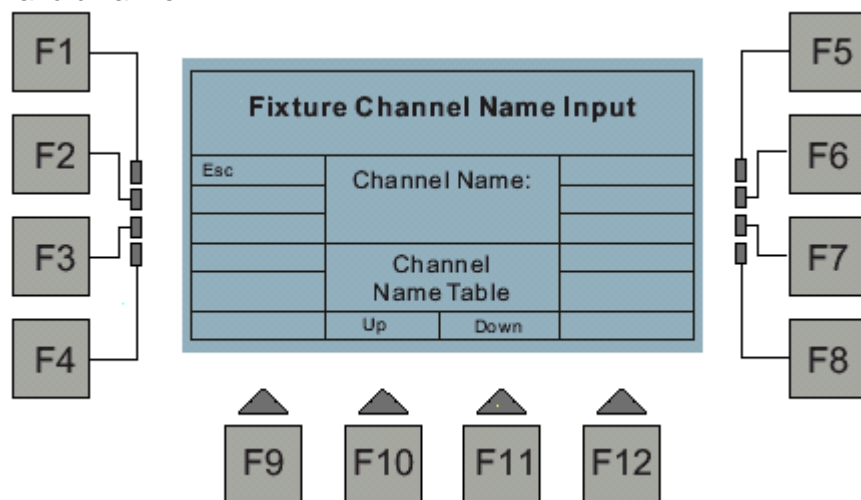 F1
F5
Fixture Channel Name Input
F2
F6
Esc
Channel Name:
F3
F7
Channel
Name Table
Up
Down
F4
F8
F9
F10
F11
F12